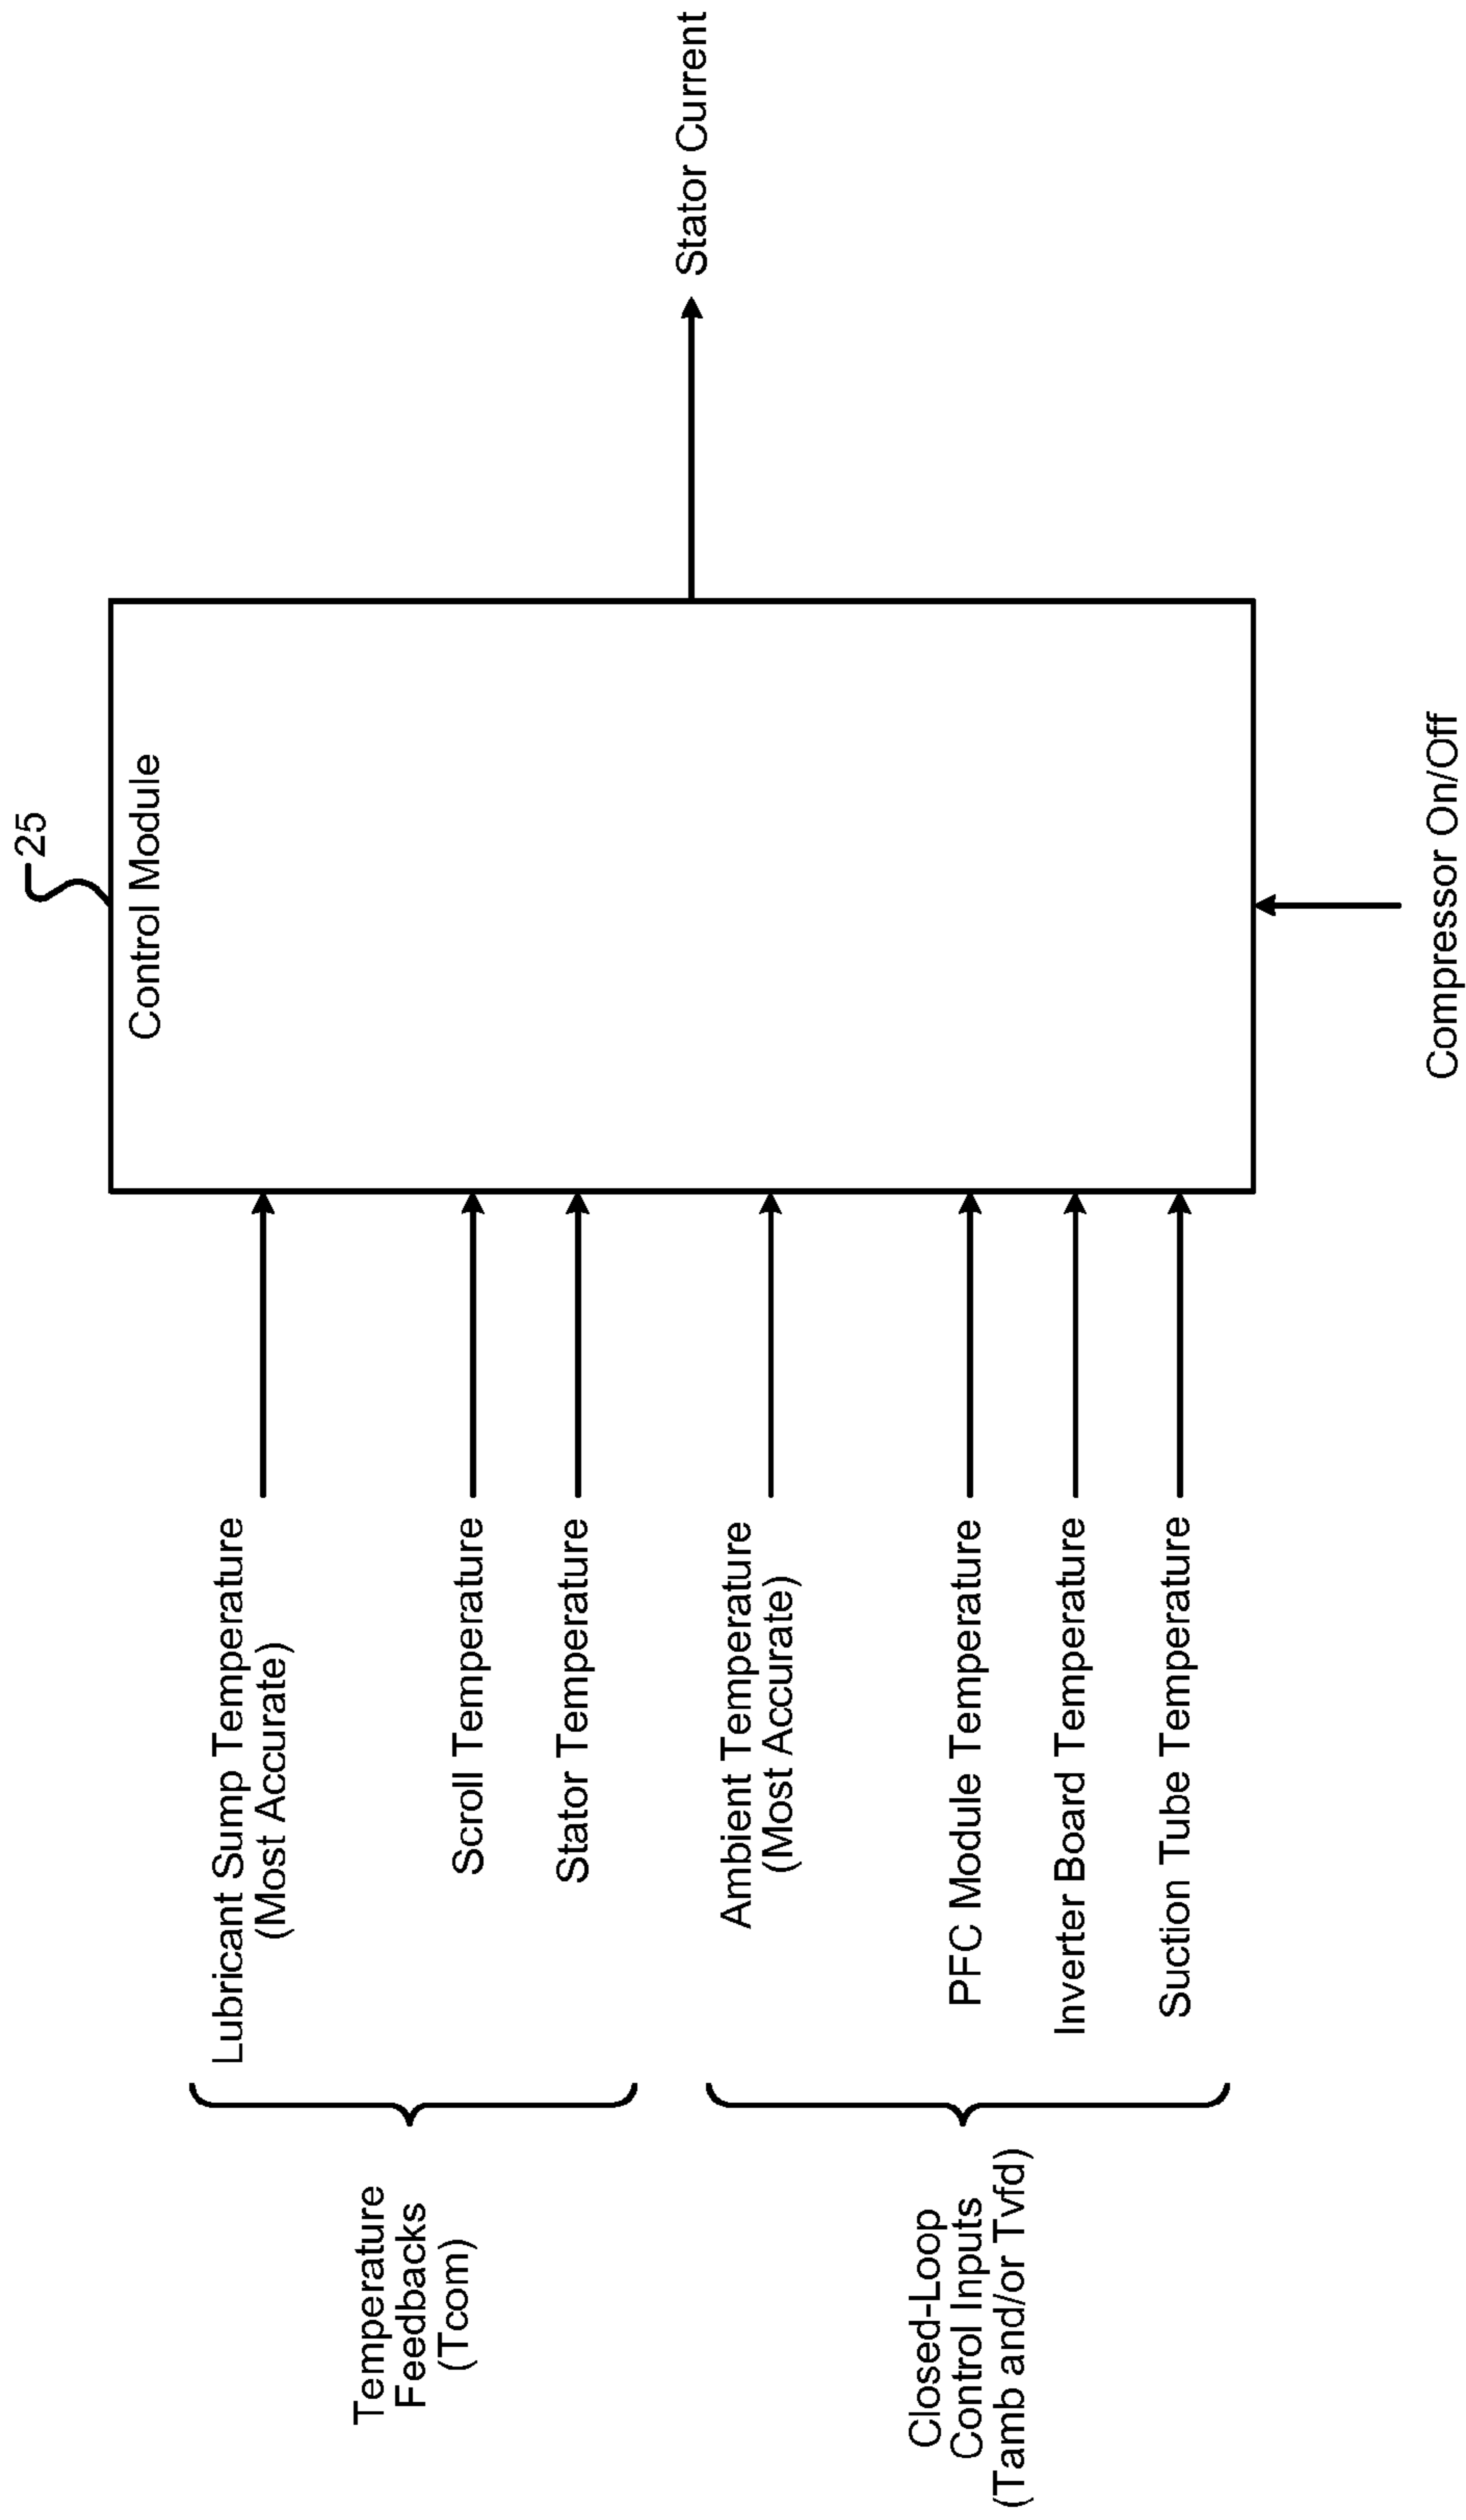 25
Control Module
Temperature
Feedbacks
(Tcom)
Lubricant Sump Temperature
(Most Accurate)
Scroll Temperature
Stator Temperature
Closed-Loop
Control Inputs
(Tamb and/or Tvfd)
Ambient Temperature
(Most Accurate)
PFC Module Temperature
Inverter Board Temperature
Suction Tube Temperature
Stator Current
Compressor On/Off